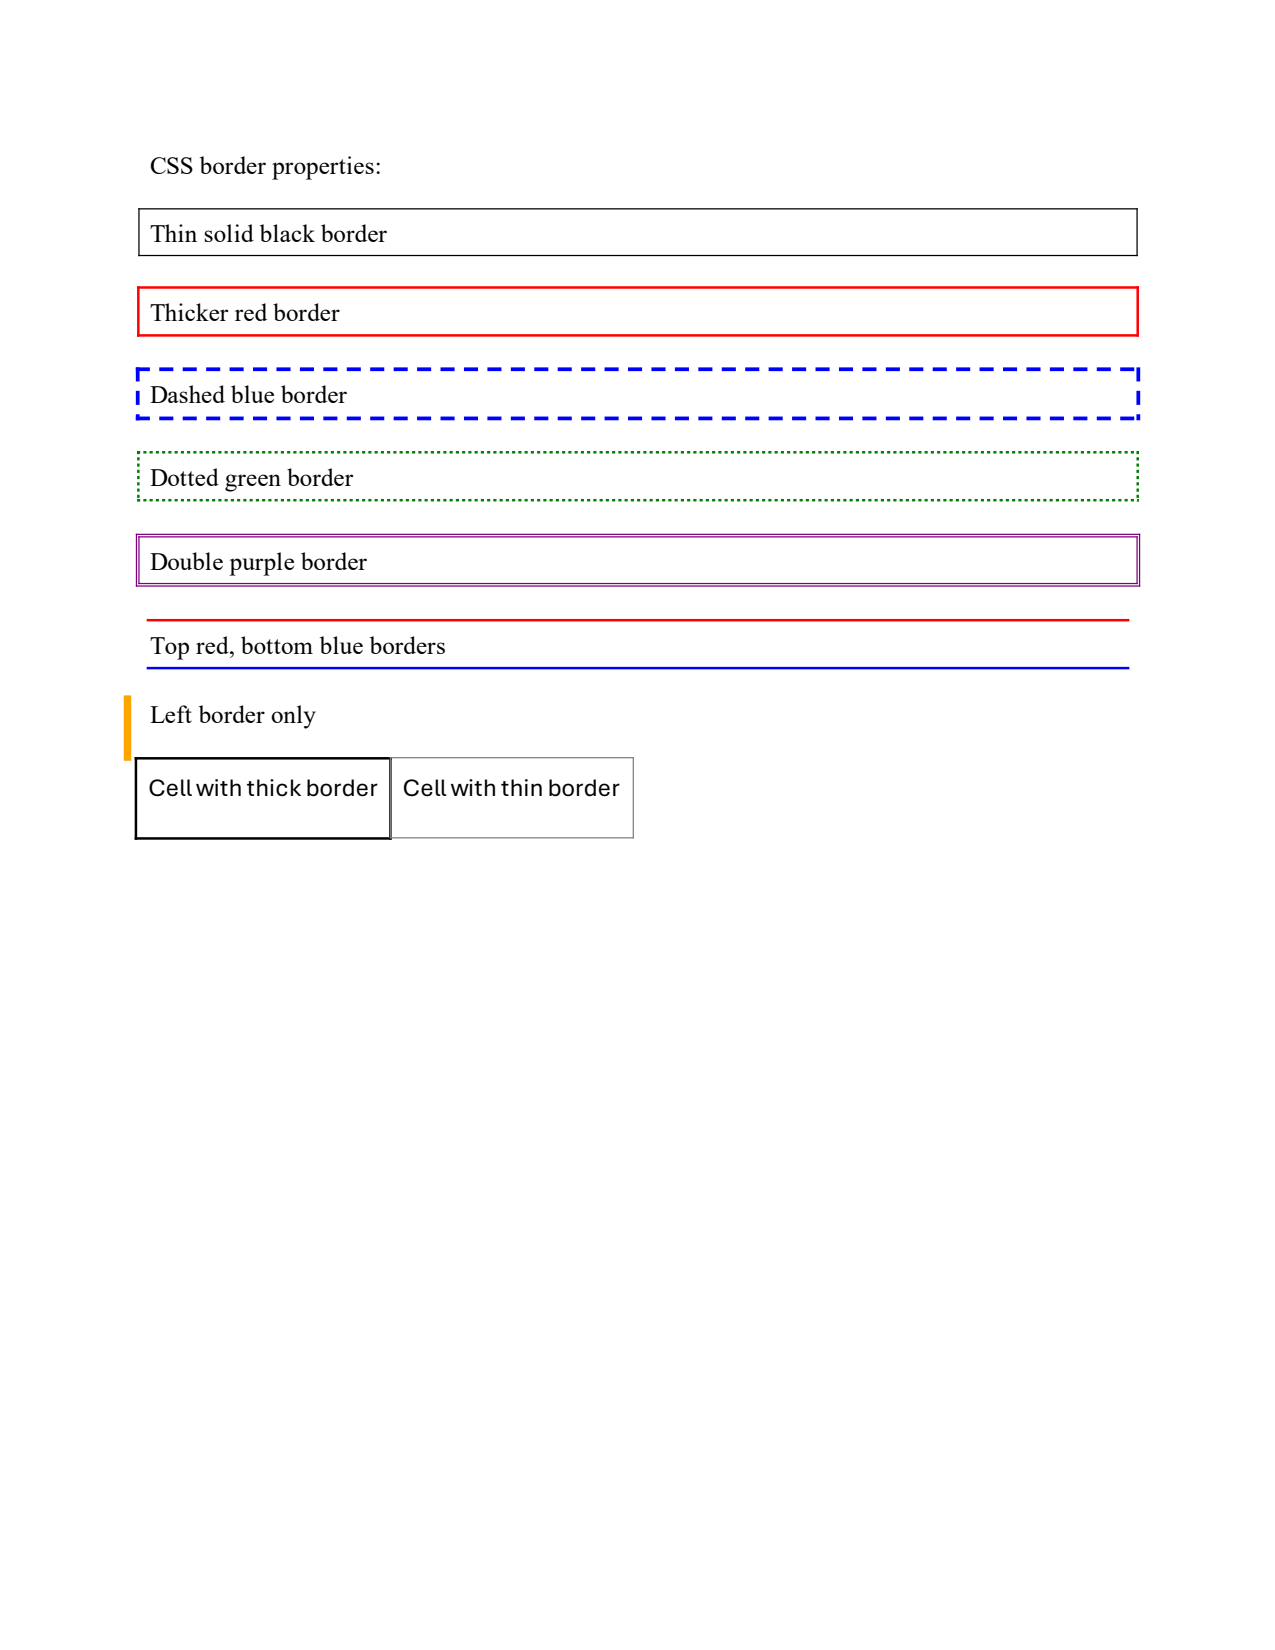 CSS border properties:
Thin solid black border
Thicker red border
Dashed blue border
Dotted green border
Double purple border
Top red, bottom blue borders
Left border only
Cell with thick border Cell with thin border